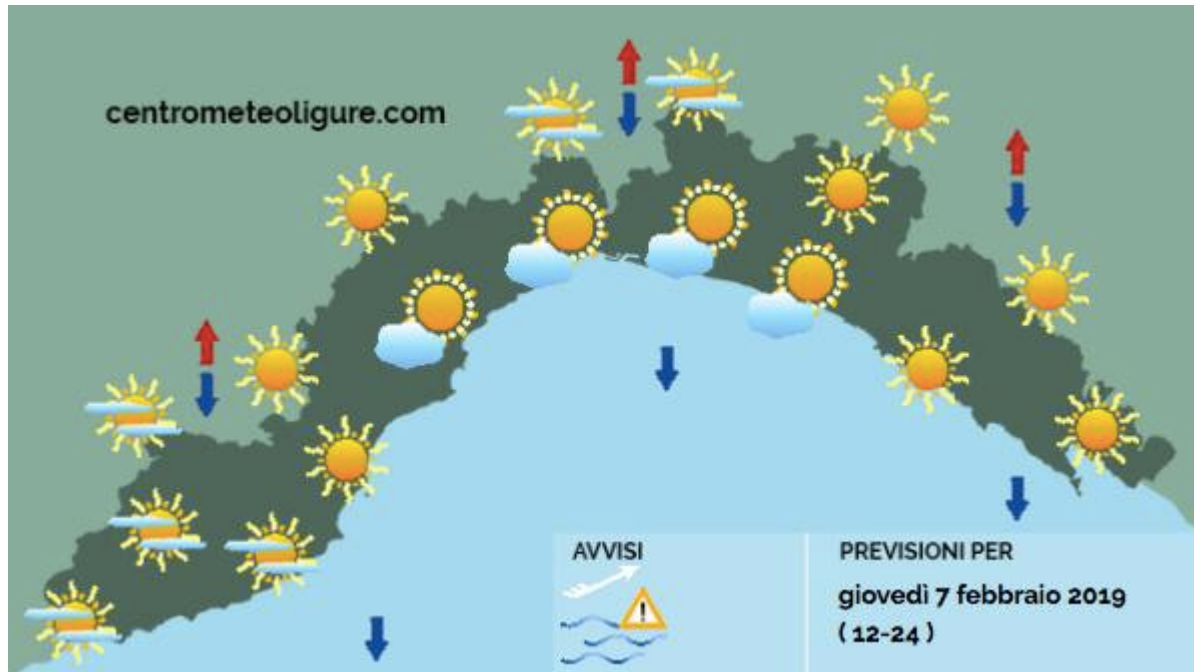 centrometeoligure.com
AVVISI
PREVISIONI PER
giovedì 7 febbraio 2019
( 12-24 )